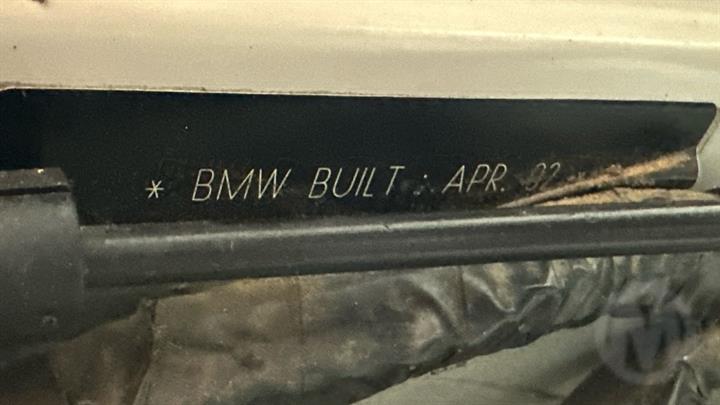 * BMW BUILT : APR. 92 *